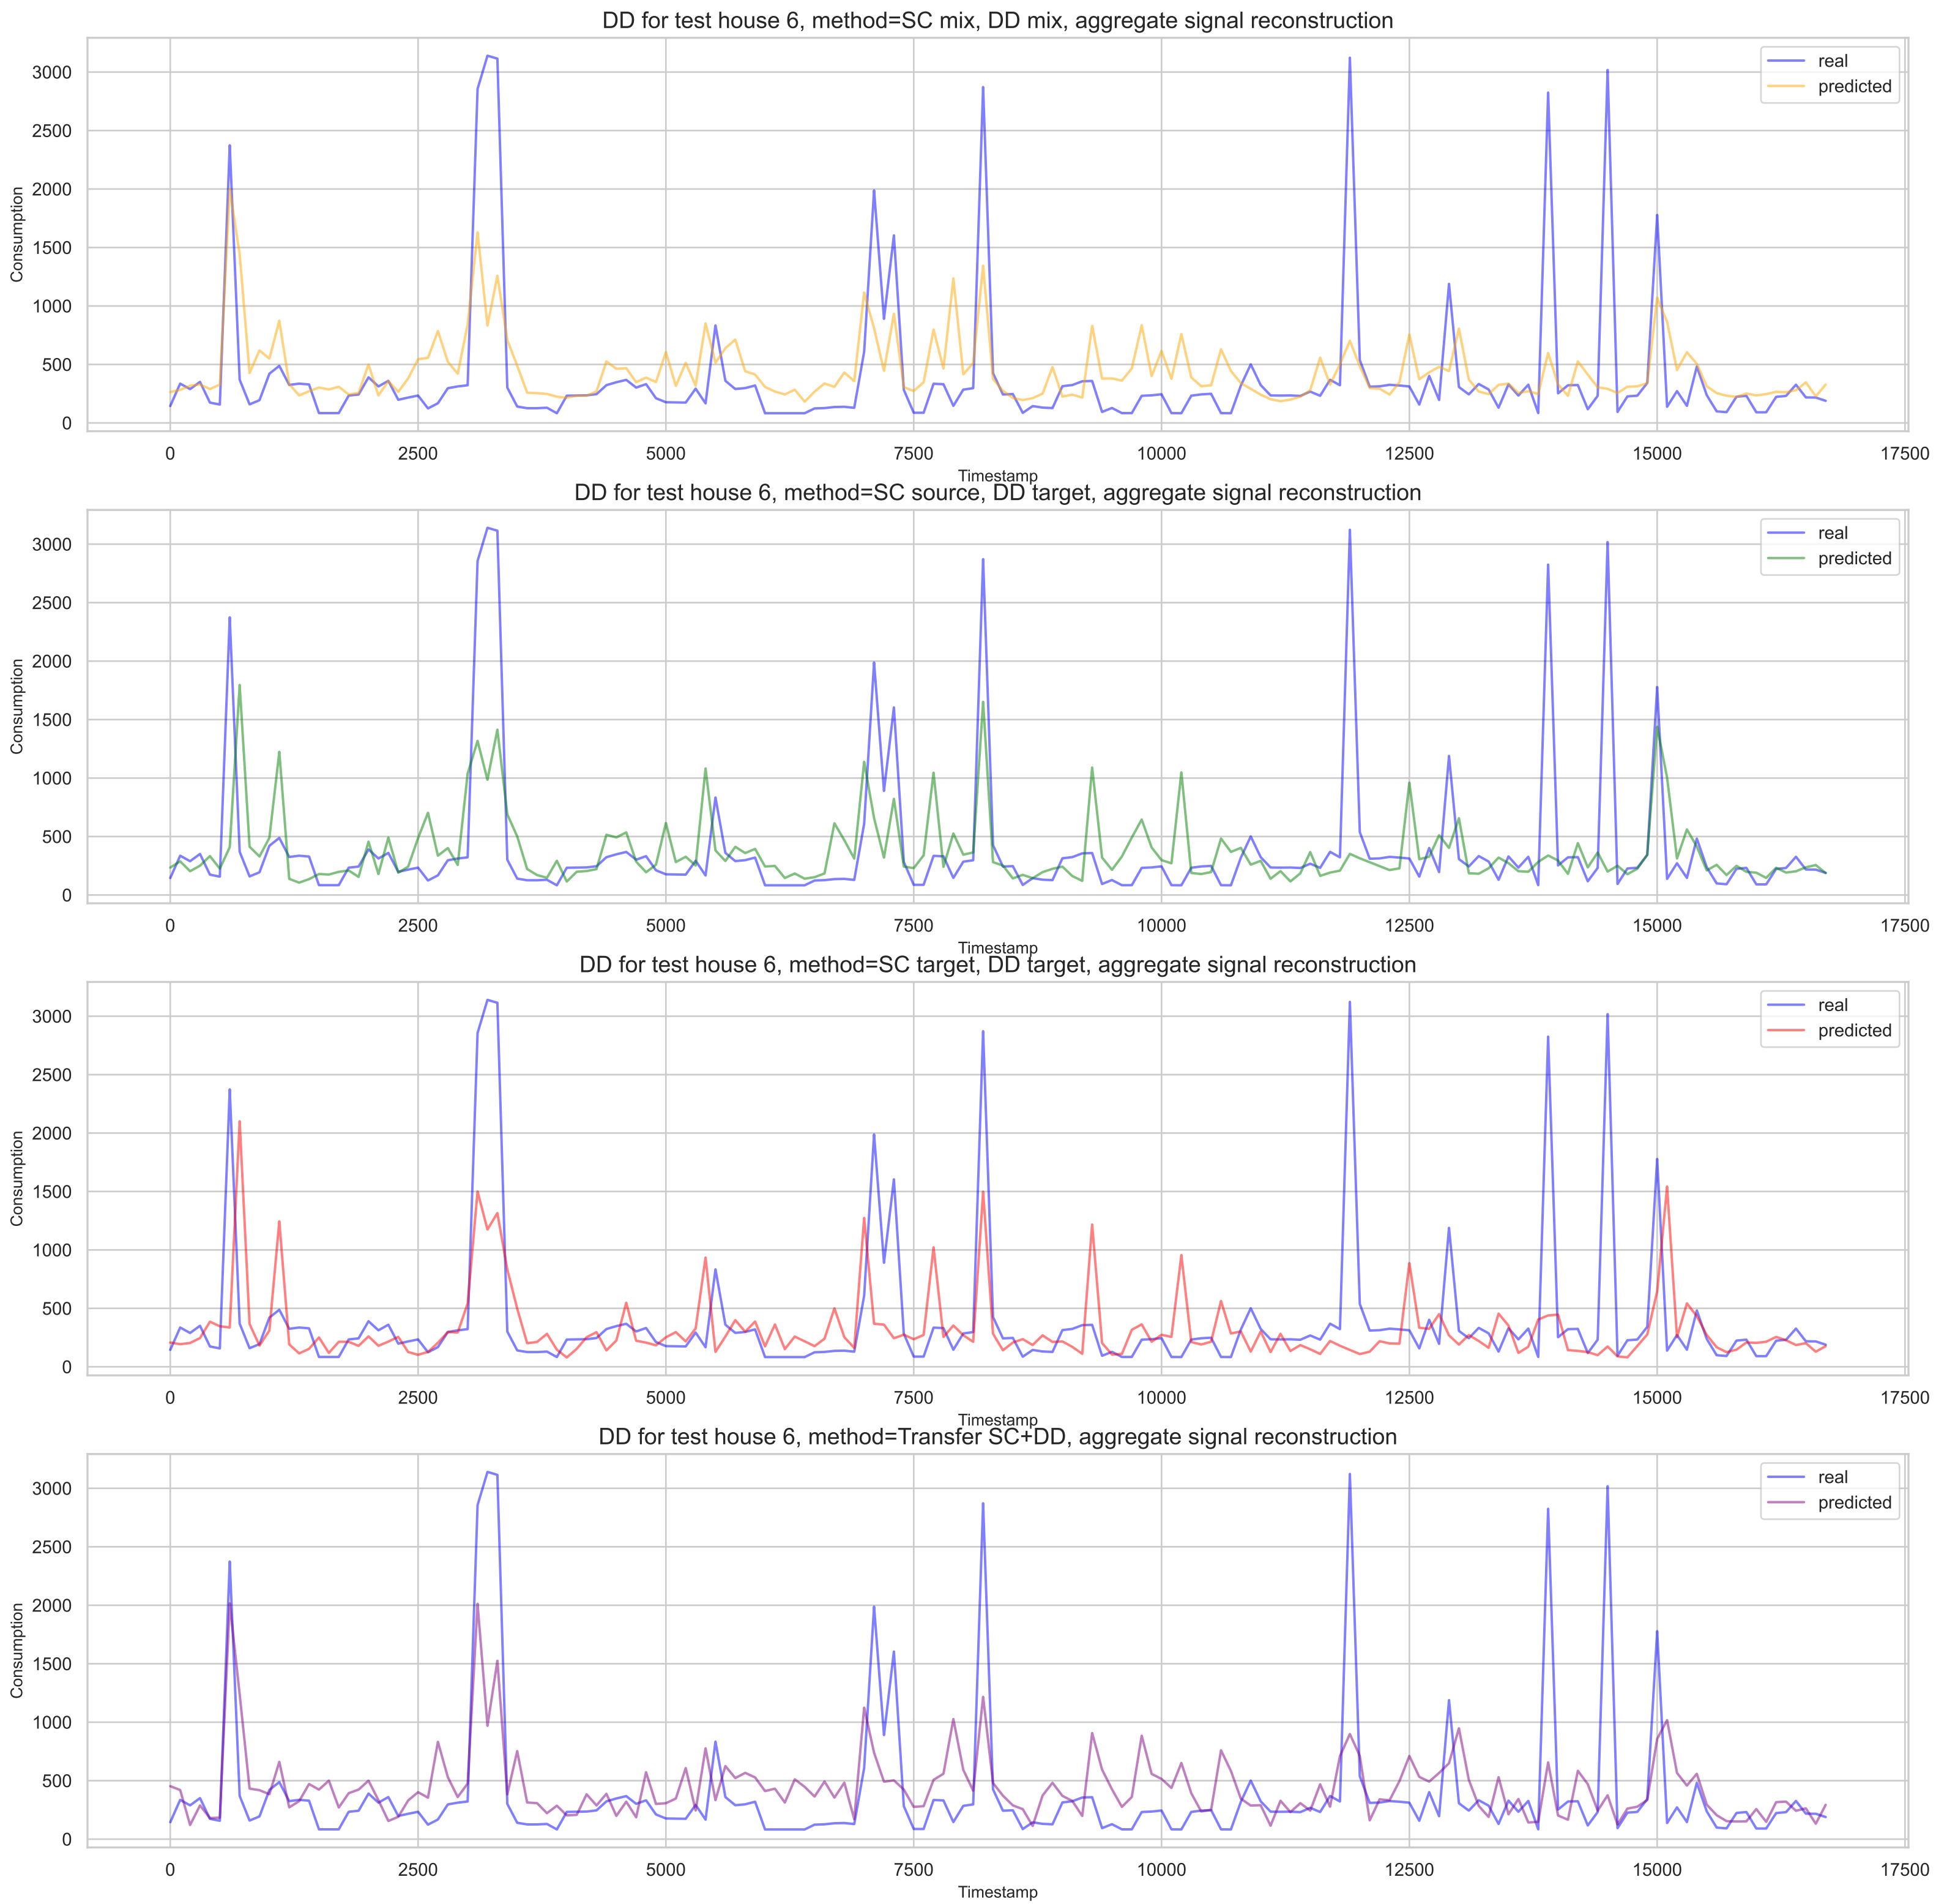 DD for test house 6, method=SC mix, DD mix, aggregate signal reconstruction
real
predicted
3000
2500
2000
1500
1000
500
0
Consumption
0 2500 5000 7500 10000 12500 15000 17500
Timestamp
DD for test house 6, method=SC source, DD target, aggregate signal reconstruction
real
predicted
3000
2500
2000
1500
1000
500
0
Consumption
0 2500 5000 7500 10000 12500 15000 17500
Timestamp
DD for test house 6, method=SC target, DD target, aggregate signal reconstruction
real
predicted
3000
2500
2000
1500
1000
500
0
Consumption
0 2500 5000 7500 10000 12500 15000 17500
Timestamp
DD for test house 6, method=Transfer SC+DD, aggregate signal reconstruction
real
predicted
3000
2500
2000
1500
1000
500
0
Consumption
0 2500 5000 7500 10000 12500 15000 17500
Timestamp